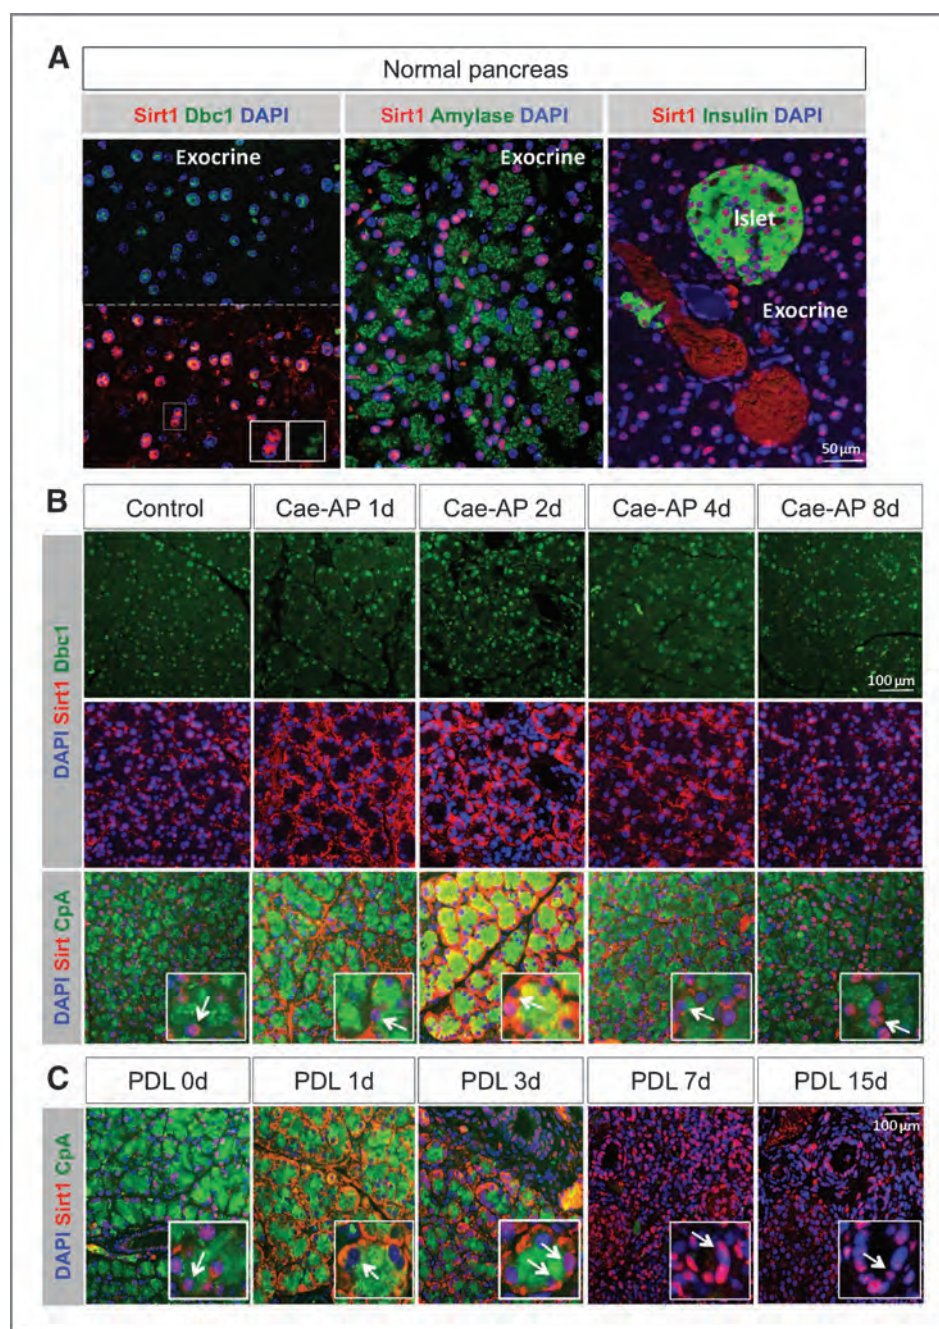 A
Normal pancreas
Sirt1 Dbc1 DAPI
Sirt1 Amylase DAPI
Sirt1 Insulin DAPI
Exocrine
Exocrine
Islet
Exocrine
50 µm
B
Control
Cae-AP 1d
Cae-AP 2d
Cae-AP 4d
Cae-AP 8d
DAPI Sirt1 Dbc1
100 µm
DAPI Sirt CpA
C
PDL 0d
PDL 1d
PDL 3d
PDL 7d
PDL 15d
DAPI Sirt1 CpA
100 µm